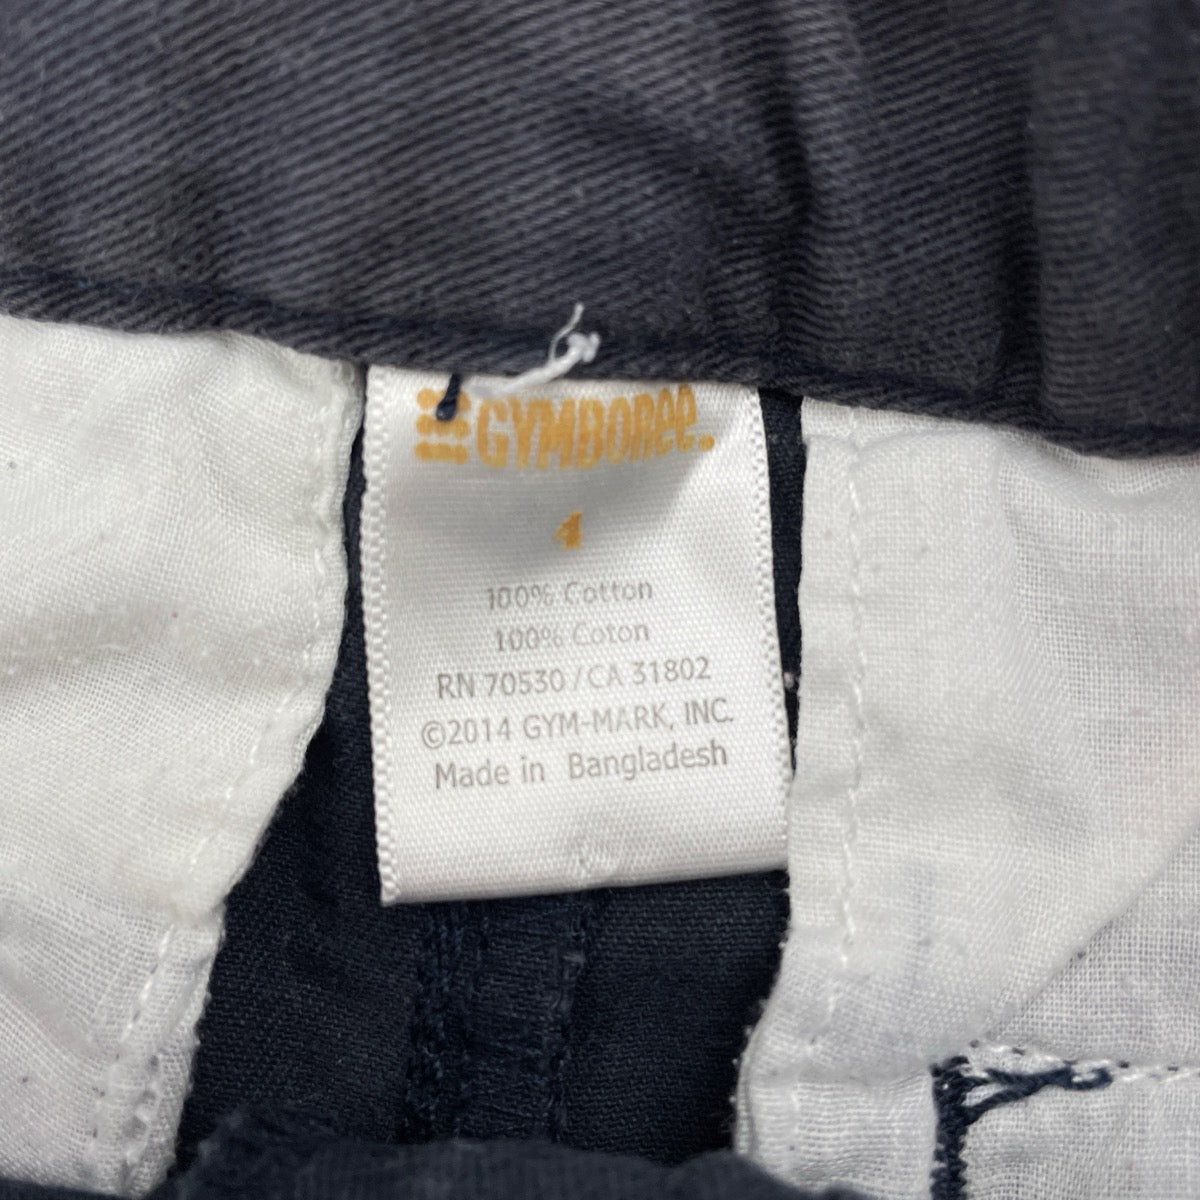 GYMBOREE.
4
100% Cotton
100% Coton
RN 70530 / CA 31802
©2014 GYM-MARK, INC.
Made in Bangladesh